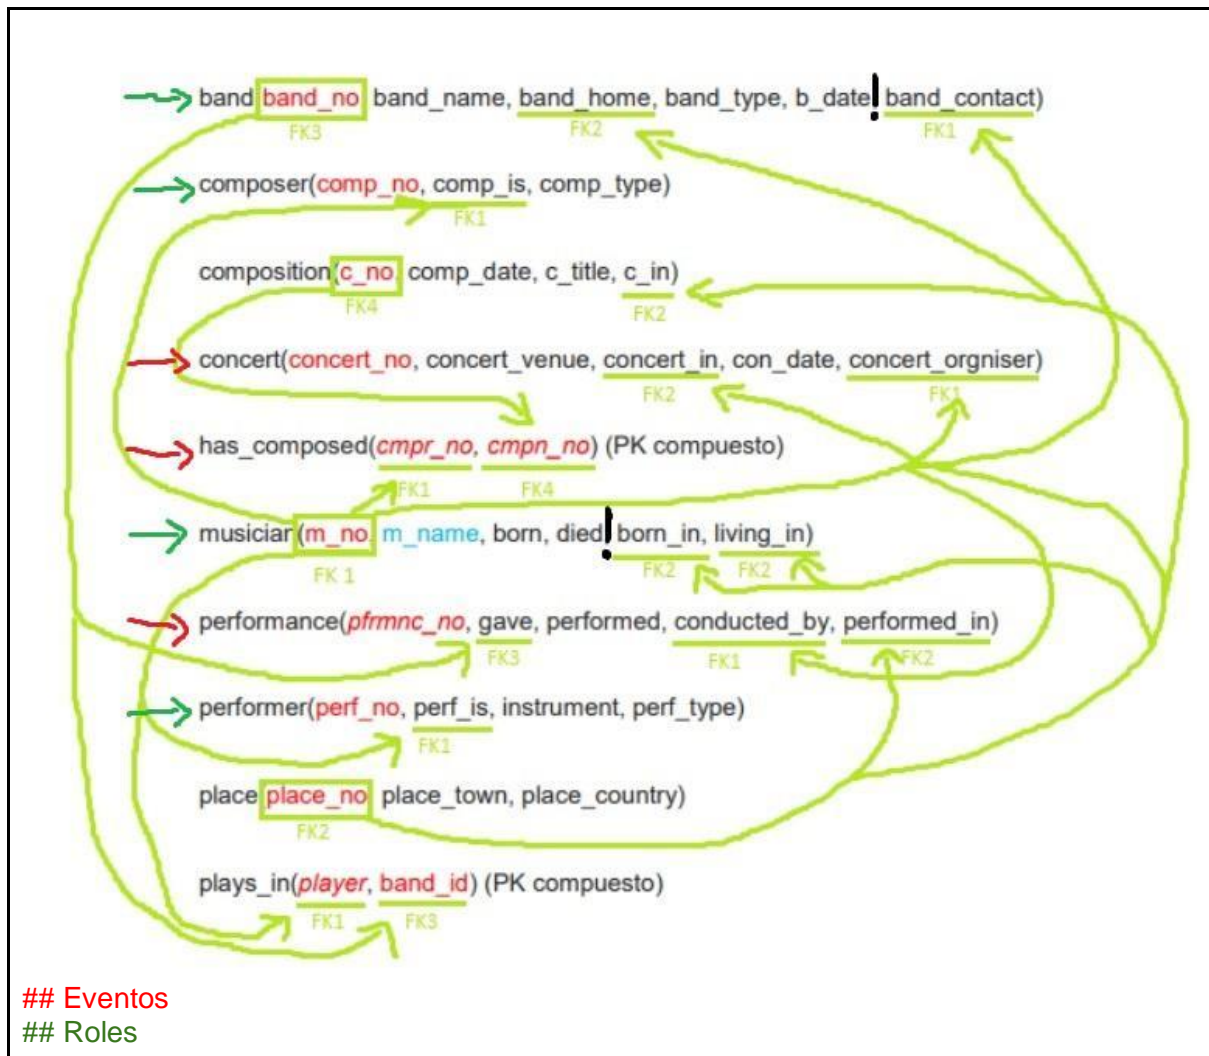 band band_no band_name, band_home, band_type, b_date! band_contact)
FK3 FK2 FK1
composer(comp_no, comp_is, comp_type)
FK1
composition(c_no comp_date, c_title, c_in)
FK4 FK2
concert(concert_no, concert_venue, concert_in, con_date, concert_orgniser)
FK2 FK1
has_composed(cmpr_no, cmpn_no) (PK compuesto)
FK1 FK4
musiciar(m_no m_name, born, died! born_in, living_in)
FK 1 FK2 FK2
performance(pfrmnc_no, gave, performed, conducted_by, performed_in)
FK3 FK1 FK2
performer(perf_no, perf_is, instrument, perf_type)
FK1
place place_no place_town, place_country)
FK2
plays_in(player, band_id) (PK compuesto)
FK1 FK3
## Eventos
## Roles